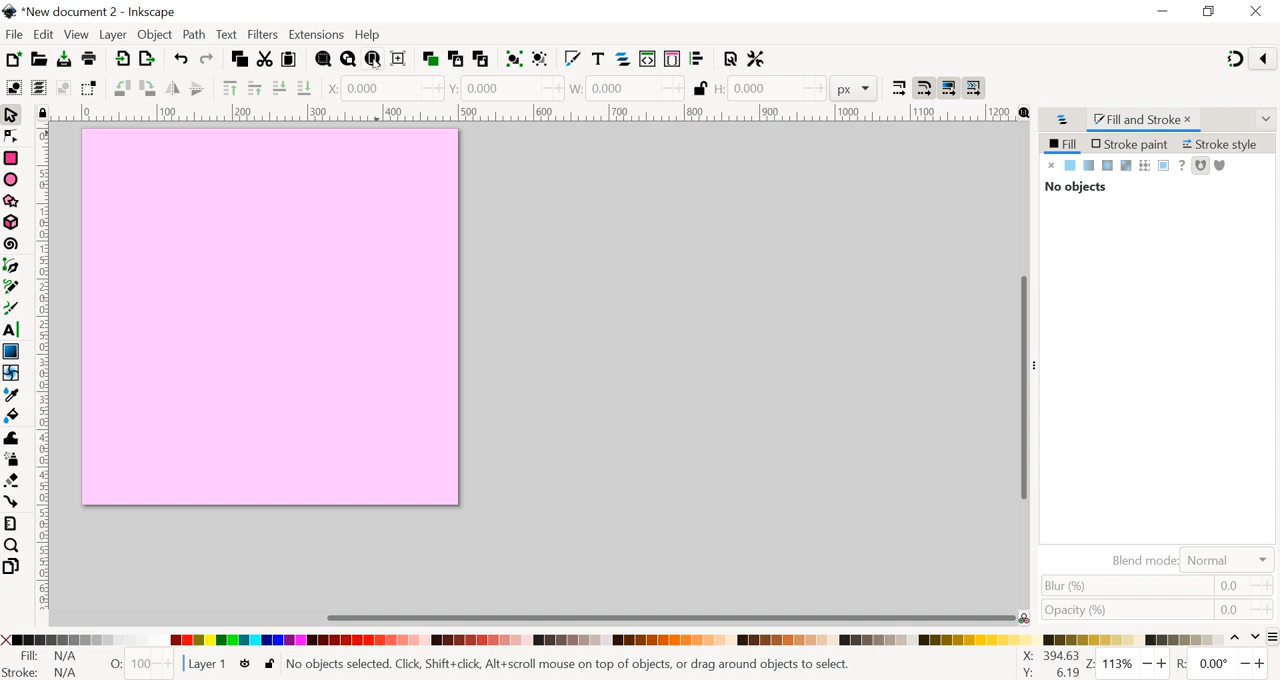 *New document 2 - Inkscape
File Edit View Layer Object Path Text Filters Extensions Help
X: 0.000 Y: 0.000 W: 0.000 H: 0.000 px
0 100 200 300 400 500 600 700 800 900 1000 1100 1200
Fill and Stroke ×
Fill Stroke paint Stroke style
No objects
Blend mode: Normal
Blur (%) 0.0
Opacity (%) 0.0
Fill: N/A
Stroke: N/A
O: 100
Layer 1
No objects selected. Click, Shift+click, Alt+scroll mouse on top of objects, or drag around objects to select.
X: 394.63
Y: 6.19
Z: 113%
R: 0.00°